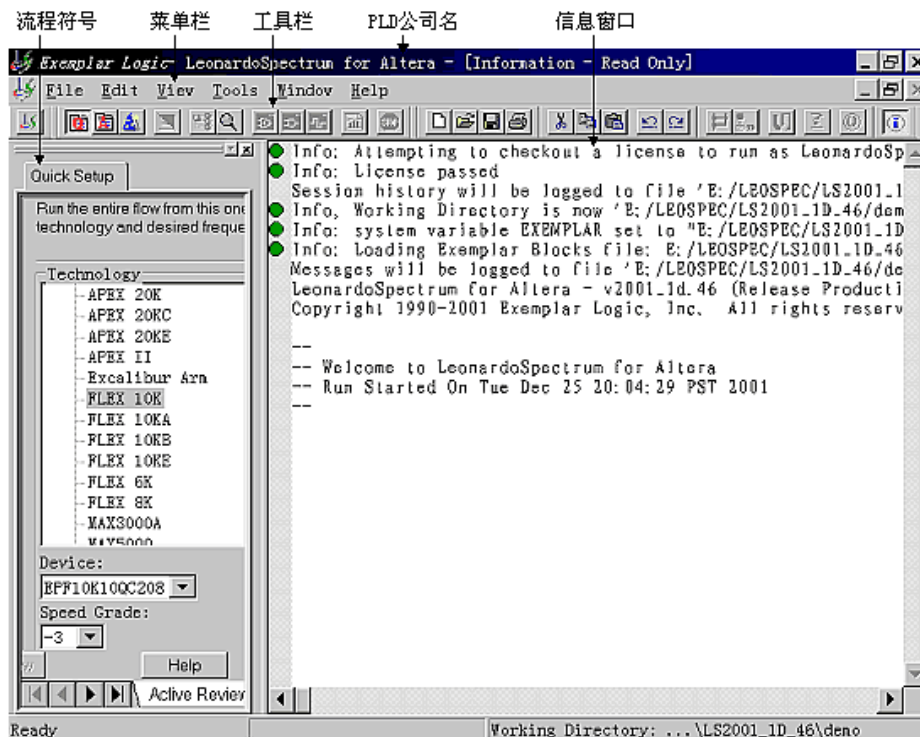 流程符号 菜单栏 工具栏 PLD公司名 信息窗口
Exemplar Logic - LeonardoSpectrum for Altera - [Information - Read Only]
File Edit View Tools Window Help
Quick Setup
Run the entire flow from this one
technology and desired freque
Technology
APEX 20K
APEX 20KC
APEX 20KE
APEX II
Excalibur Arm
FLEX 10K
FLEX 10KA
FLEX 10KB
FLEX 10KE
FLEX 6K
FLEX 8K
MAX3000A
MAX5000
Device:
EPF10K10QC208
Speed Grade:
-3
Help
Active Review
Info: Attempting to checkout a license to run as LeonardoSp
Info: License passed
Session history will be logged to file 'E:/LEOSPEC/LS2001_1
Info, Working Directory is now 'E:/LEOSPEC/LS2001_1D_46/dem
Info: system variable EXEMPLAR set to "E:/LEOSPEC/LS2001_1D
Info: Loading Exemplar Blocks file: E:/LEOSPEC/LS2001_1D_46
Messages will be logged to file 'E:/LEOSPEC/LS2001_1D_46/de
LeonardoSpectrum for Altera - v2001_1d.46 (Release Producti
Copyright 1990-2001 Exemplar Logic, Inc. All rights reserv
--
-- Welcome to LeonardoSpectrum for Altera
-- Run Started On Tue Dec 25 20:04:29 PST 2001
--
Ready Working Directory: ...\LS2001_1D_46\demo